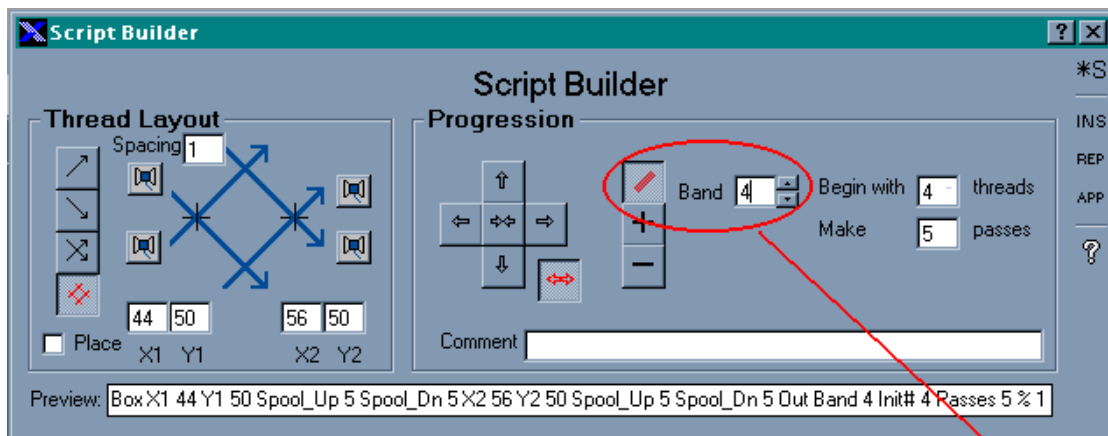 Script Builder
Script Builder
*S
Thread Layout
Progression
INS
Spacing 1
REP
Band 4
Begin with 4 threads
APP
Make 5 passes
44 50 56 50
Place X1 Y1 X2 Y2
Comment
Preview: Box X1 44 Y1 50 Spool_Up 5 Spool_Dn 5 X2 56 Y2 50 Spool_Up 5 Spool_Dn 5 Out Band 4 Init# 4 Passes 5 % 1